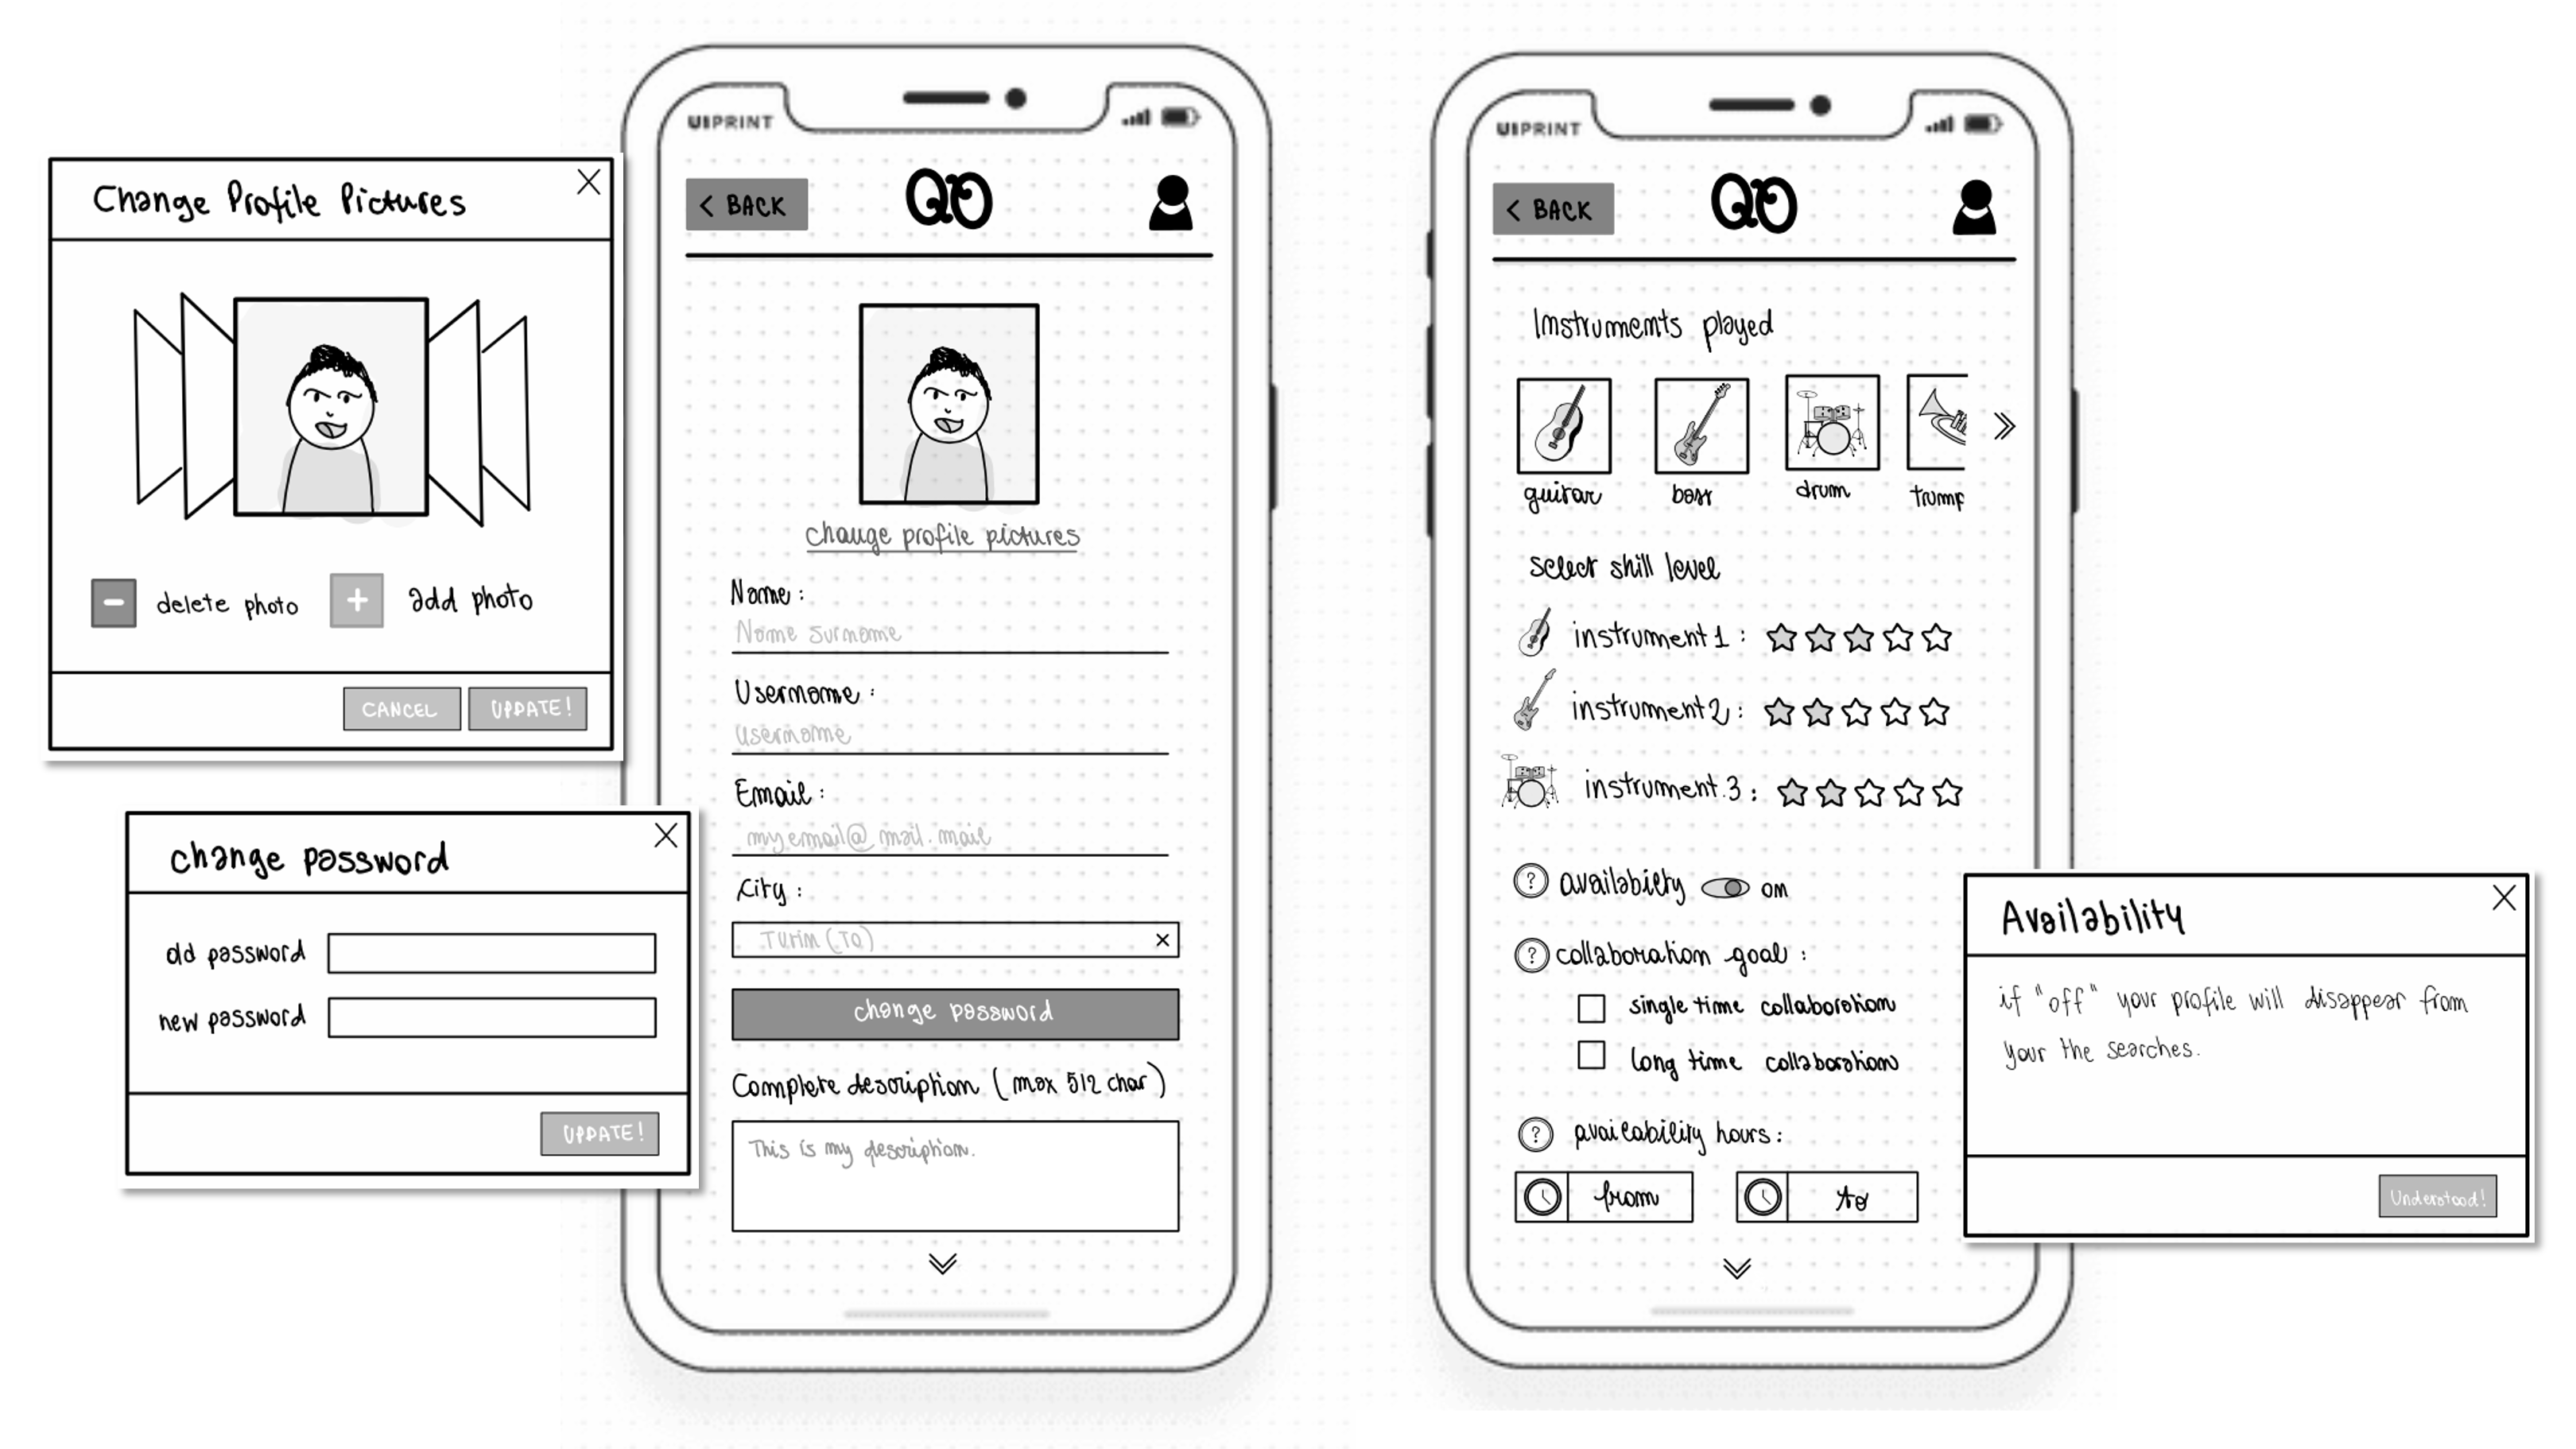 Change Profile Pictures
delete photo
add photo
CANCEL
UPDATE!
change password
old password
new password
UPDATE!
UIPRINT
< BACK
QO
change profile pictures
Name :
Name surname
Username :
username
Email :
myemail@mail.mail
City :
Turin (TO)
change password
Complete description (max 512 char)
This is my description.
UIPRINT
< BACK
QO
Instruments played
guitar
bass
drum
trump
select skill level
instrument 1 :
instrument 2 :
instrument 3 :
? availability on
? collaboration goal :
single time collaboration
long time collaboration
? availability hours :
from
to
Availability
if "off" your profile will disappear from
your the searches.
Understood!